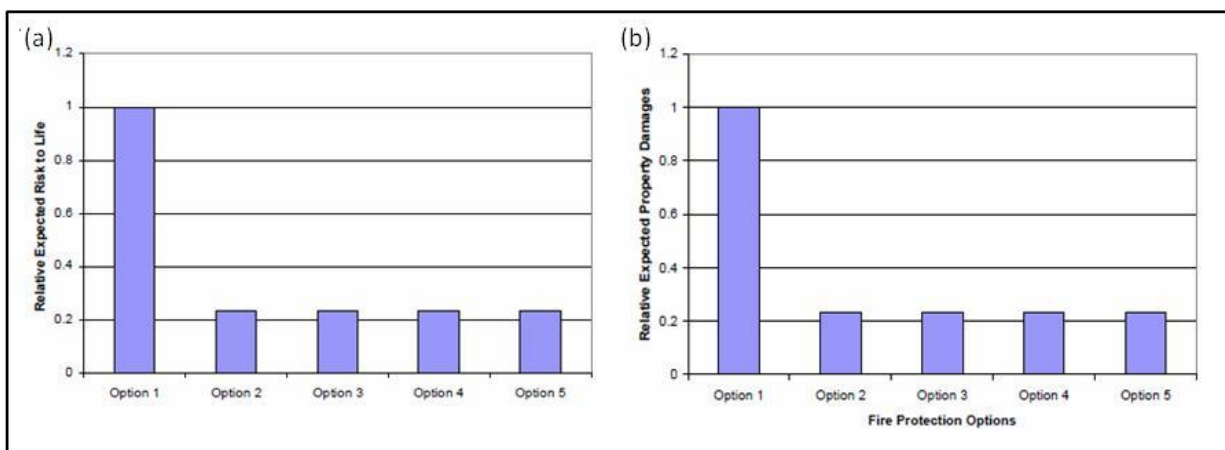 (a)
1.2
1
0.8
0.6
0.4
0.2
0
Relative Expected Risk to Life
Option 1 Option 2 Option 3 Option 4 Option 5
(b)
1.2
1
0.8
0.6
0.4
0.2
0
Relative Expected Property Damages
Option 1 Option 2 Option 3 Option 4 Option 5
Fire Protection Options